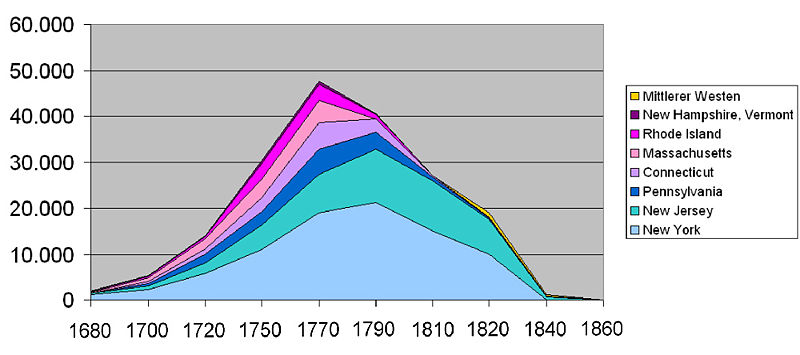 60.000
50.000
40.000
30.000
20.000
10.000
0
1680 1700 1720 1750 1770 1790 1810 1820 1840 1860
Mittlerer Westen
New Hampshire, Vermont
Rhode Island
Massachusetts
Connecticut
Pennsylvania
New Jersey
New York